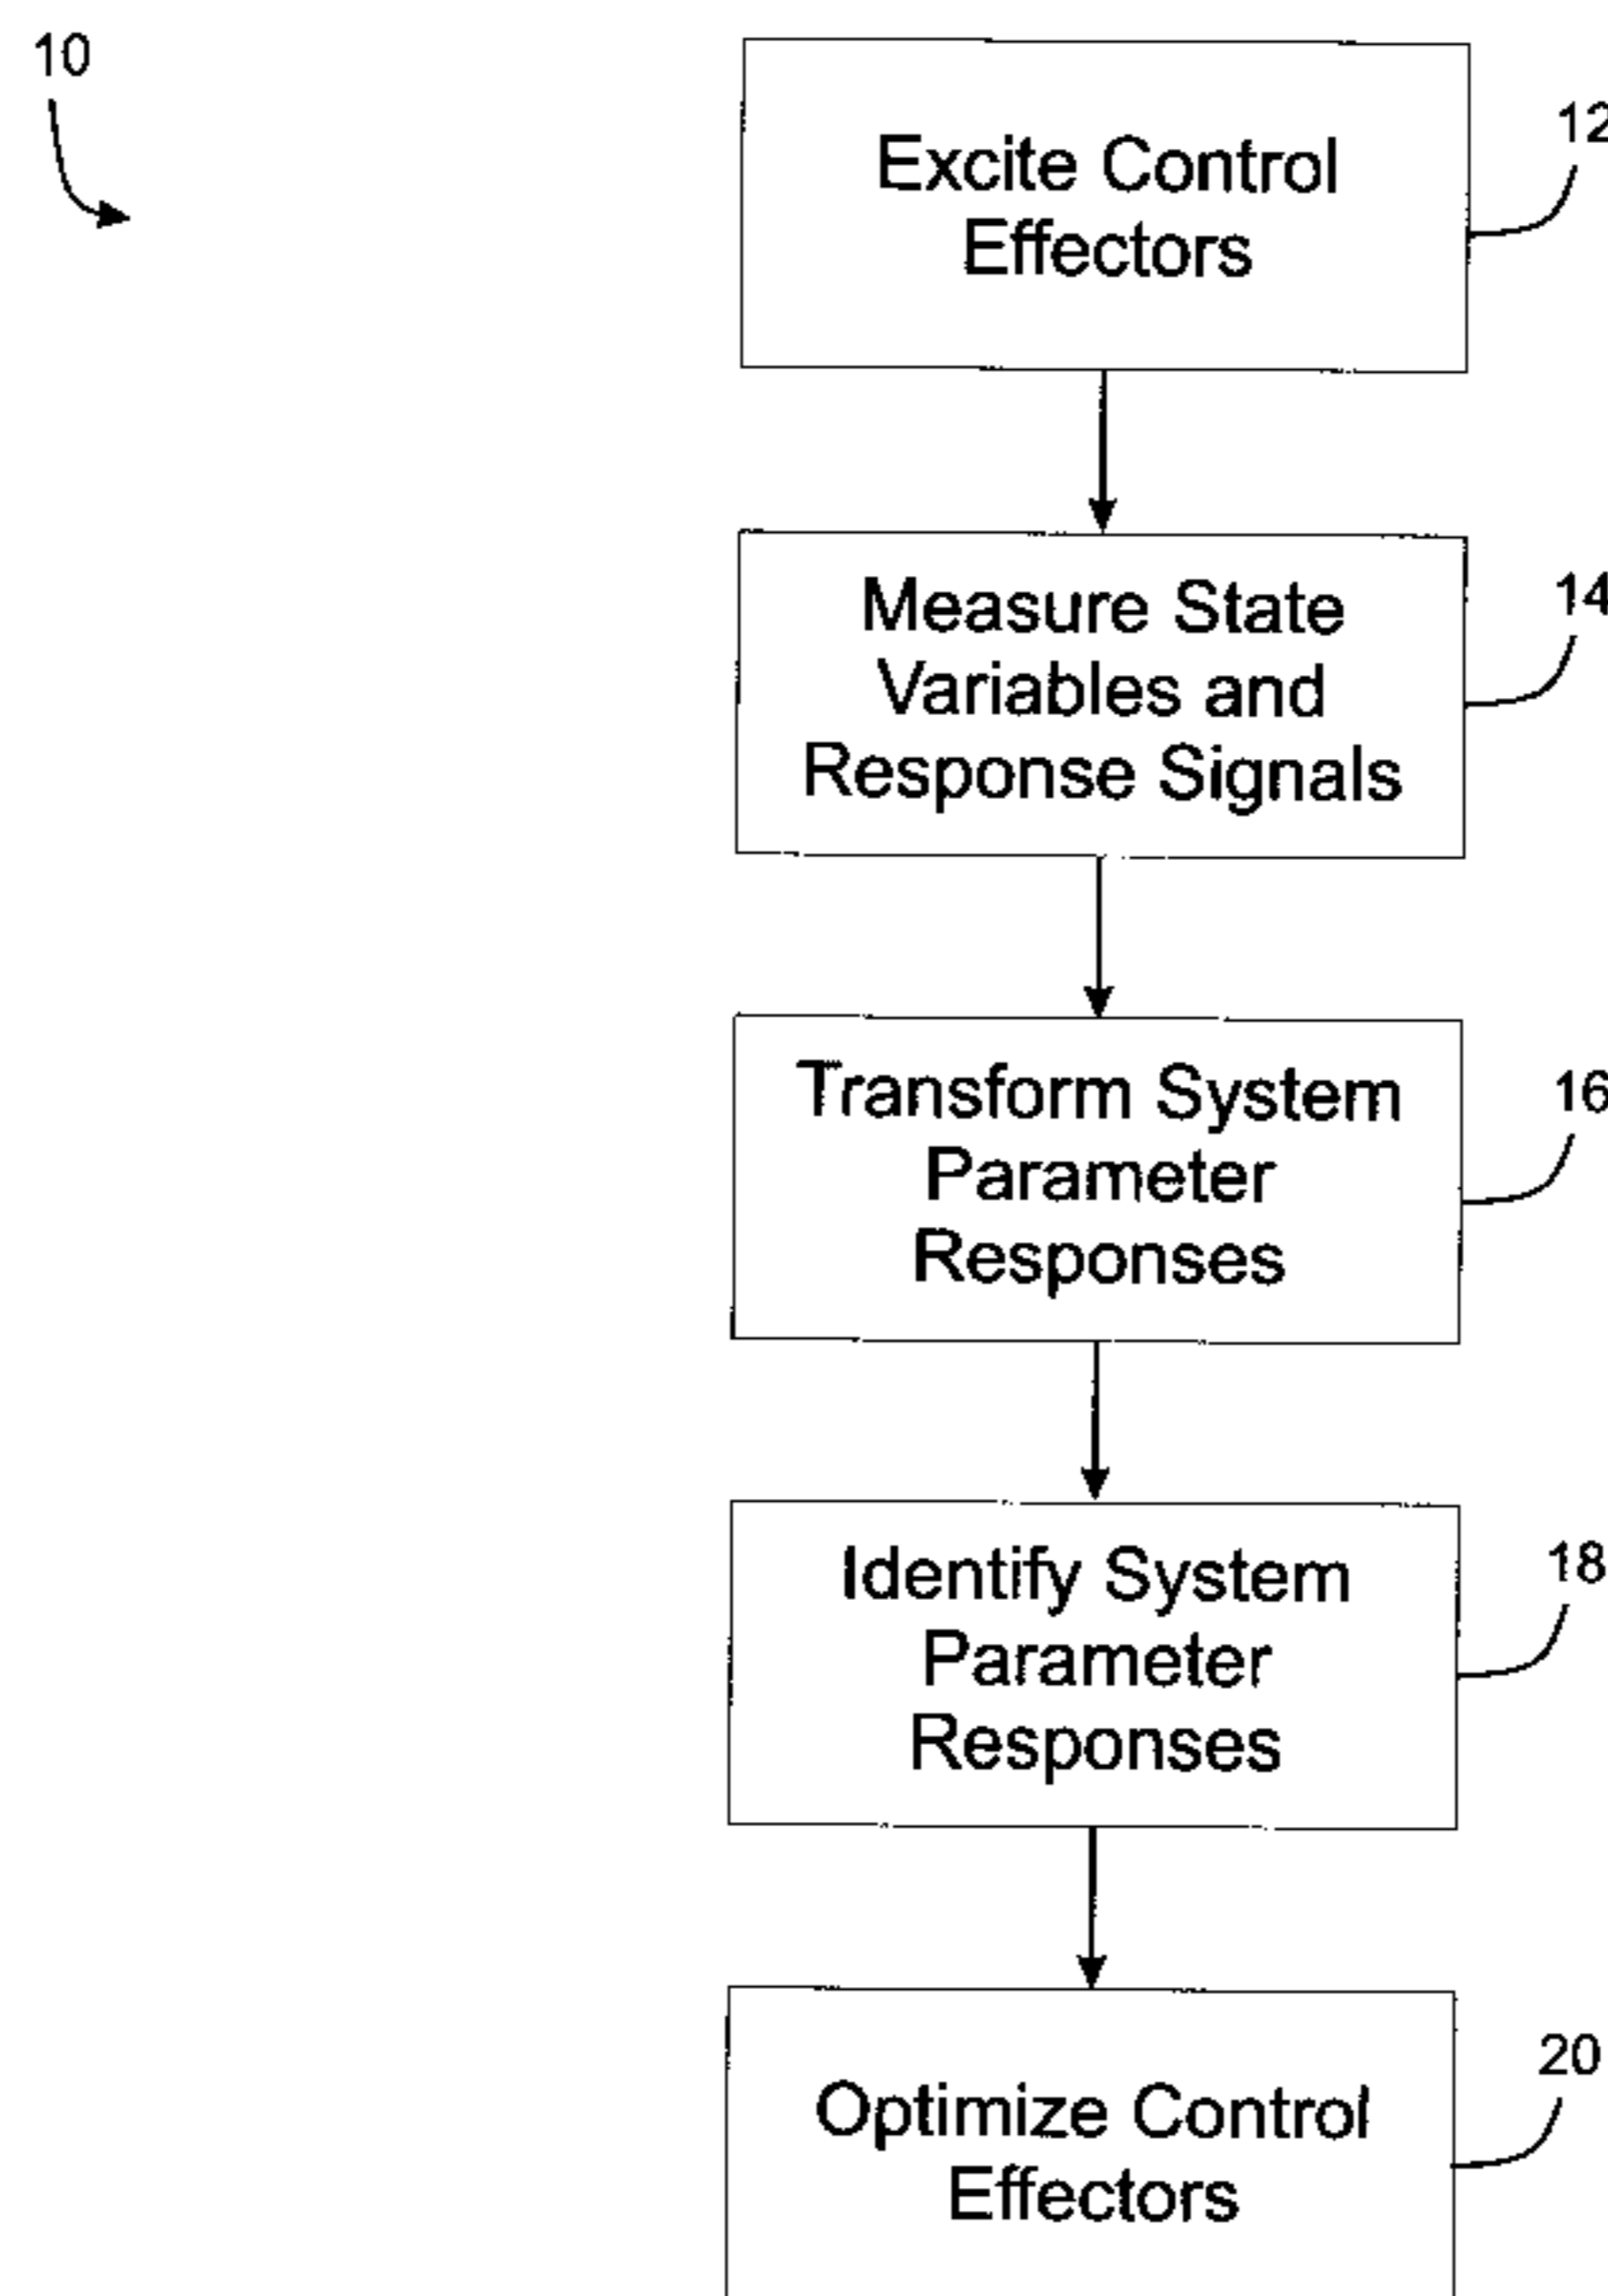 10
Excite Control
Effectors
12
Measure State
Variables and
Response Signals
14
Transform System
Parameter
Responses
16
Identify System
Parameter
Responses
18
Optimize Control
Effectors
20